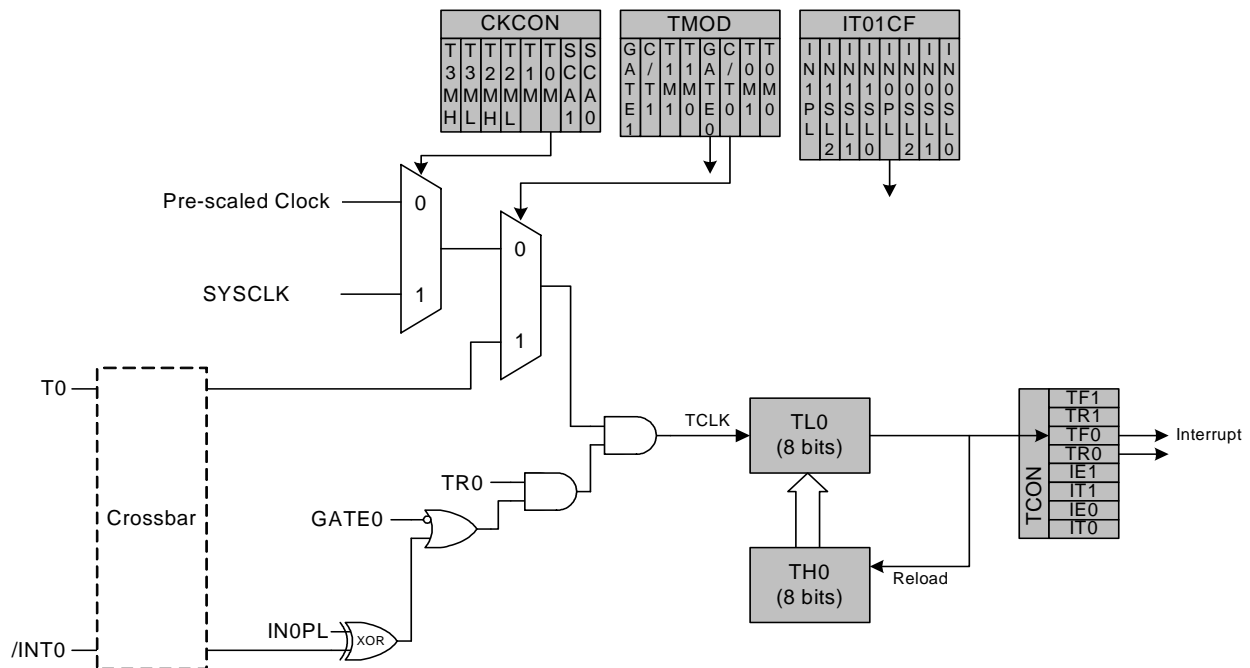 CKCON
T3MH
T3ML
T2MH
T2ML
T1M
T0M
SCA1
SCA0
TMOD
GATE1
C/T1
T1M1
T1M0
GATE0
C/T0
T0M1
T0M0
IT01CF
IN1PL
IN1SL2
IN1SL1
IN1SL0
IN0PL
IN0SL2
IN0SL1
IN0SL0
Pre-scaled Clock
0
SYSCLK
1
0
1
T0
Crossbar
/INT0
TR0
GATE0
IN0PL
XOR
TCLK
TL0
(8 bits)
TH0
(8 bits)
Reload
TCON
TF1
TR1
TF0
TR0
IE1
IT1
IE0
IT0
Interrupt